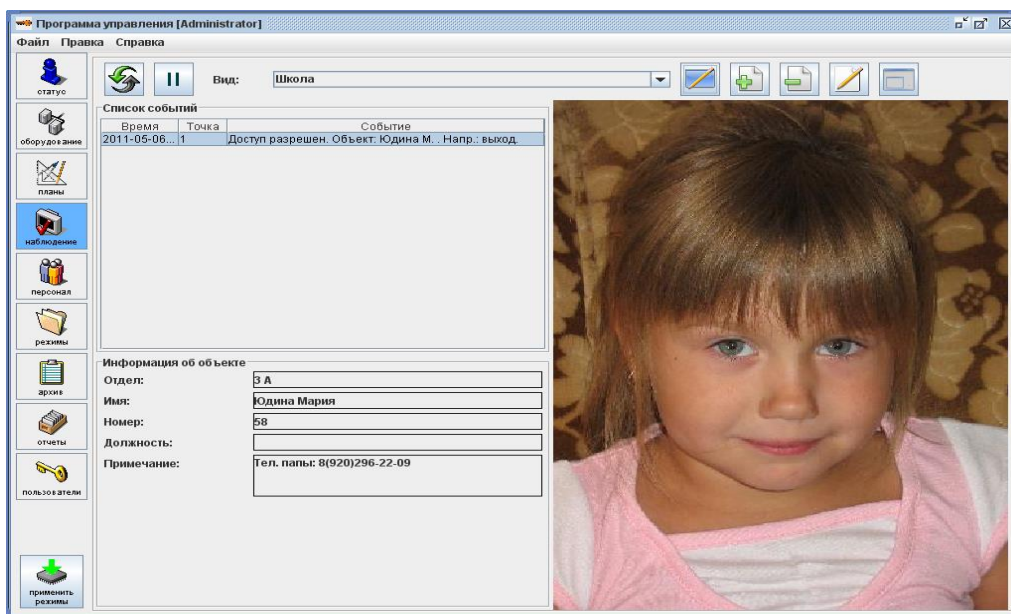 Программа управления [Administrator]
Файл Правка Справка
статус
оборудование
планы
наблюдение
персонал
режимы
архив
отчеты
пользователи
применить
режимы
Вид: Школа
Список событий
Время Точка Событие
2011-05-06... 1 Доступ разрешен. Объект: Юдина М. . Напр.: выход.
Информация об объекте
Отдел: 3 А
Имя: Юдина Мария
Номер: 58
Должность:
Примечание: Тел. папы: 8(920)296-22-09